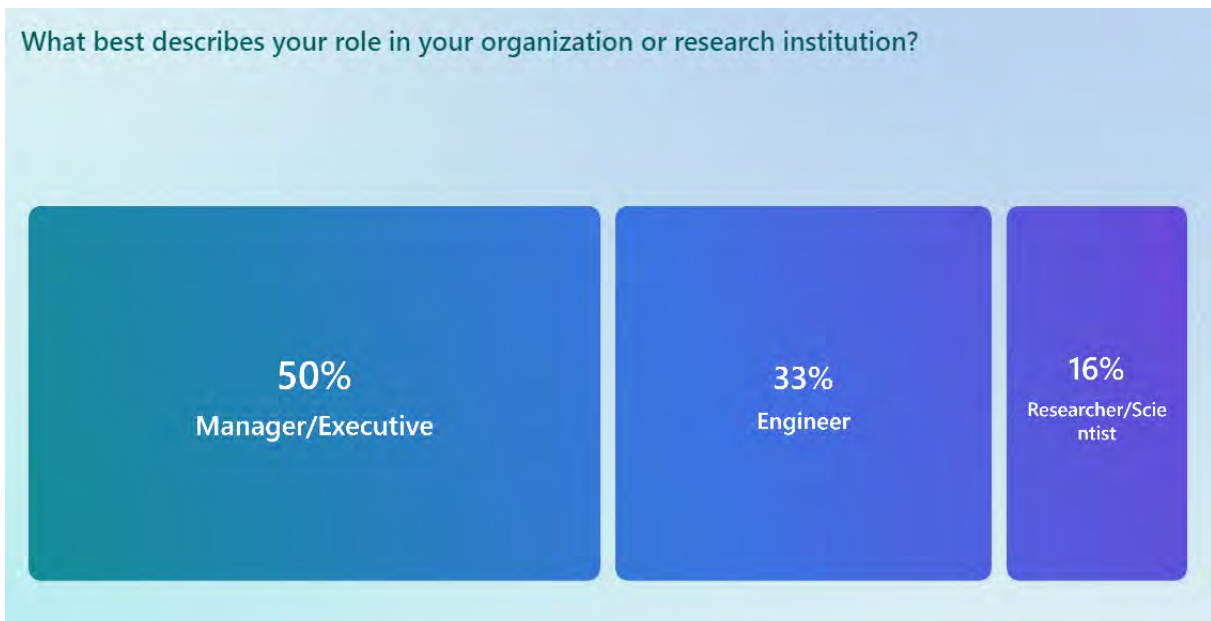 What best describes your role in your organization or research institution?
50%
Manager/Executive
33%
Engineer
16%
Researcher/Scie
ntist